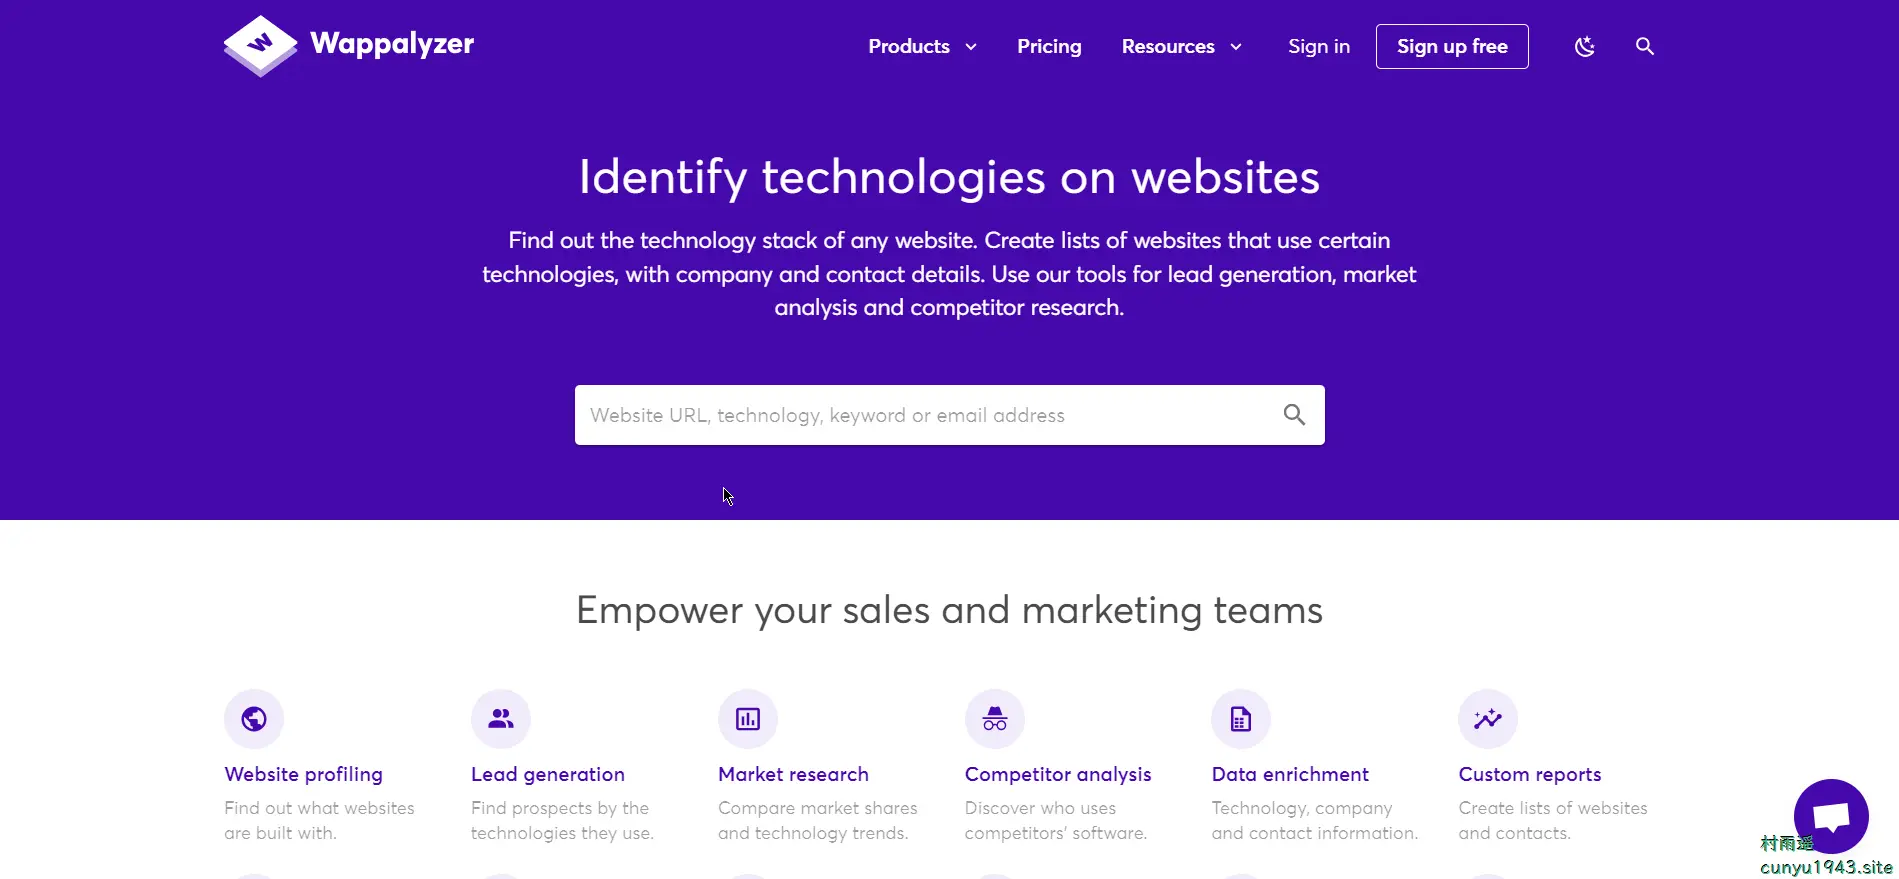 Wappalyzer
Products
Pricing
Resources
Sign in
Sign up free
Identify technologies on websites
Find out the technology stack of any website. Create lists of websites that use certain
technologies, with company and contact details. Use our tools for lead generation, market
analysis and competitor research.
Website URL, technology, keyword or email address
Empower your sales and marketing teams
Website profiling
Find out what websites
are built with.
Lead generation
Find prospects by the
technologies they use.
Market research
Compare market shares
and technology trends.
Competitor analysis
Discover who uses
competitors' software.
Data enrichment
Technology, company
and contact information.
Custom reports
Create lists of websites
and contacts.
村雨遥
cunyu1943.site